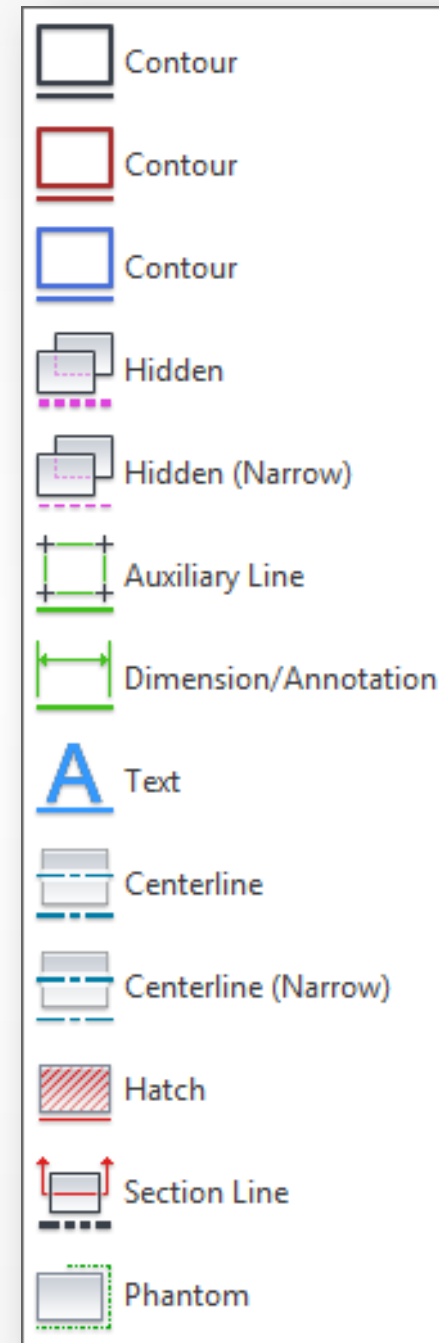 Contour
Contour
Contour
Hidden
Hidden (Narrow)
Auxiliary Line
Dimension/Annotation
A
Text
Centerline
Centerline (Narrow)
Hatch
Section Line
Phantom